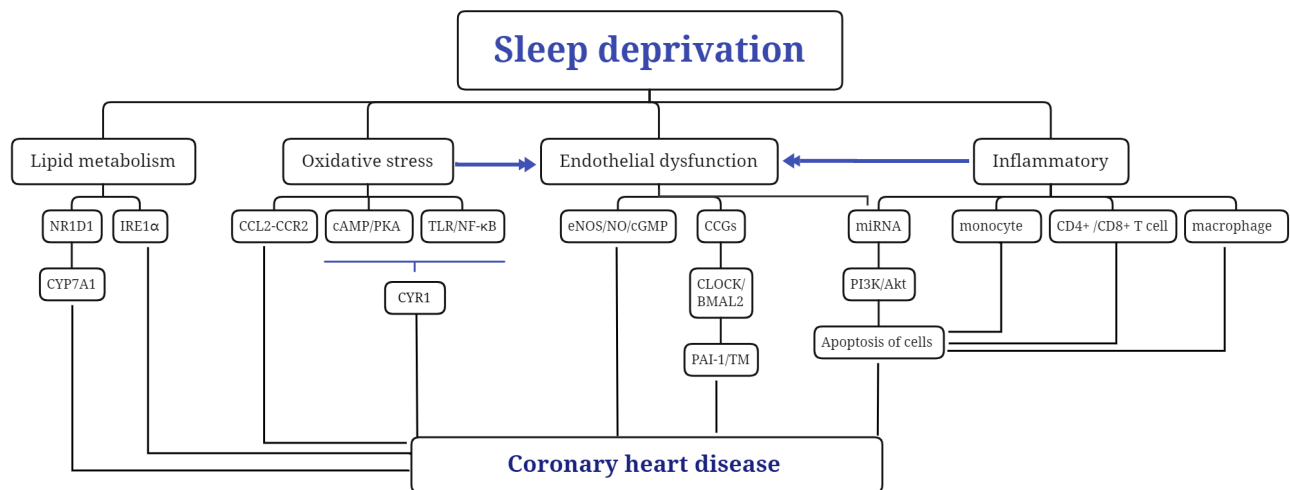 Sleep deprivation
Lipid metabolism
Oxidative stress
Endothelial dysfunction
Inflammatory
NR1D1
IRE1α
CCL2-CCR2
cAMP/PKA
TLR/NF-κB
eNOS/NO/cGMP
CCGs
miRNA
monocyte
CD4+ /CD8+ T cell
macrophage
CYP7A1
CYR1
CLOCK/
BMAL2
PI3K/Akt
Apoptosis of cells
PAI-1/TM
Coronary heart disease